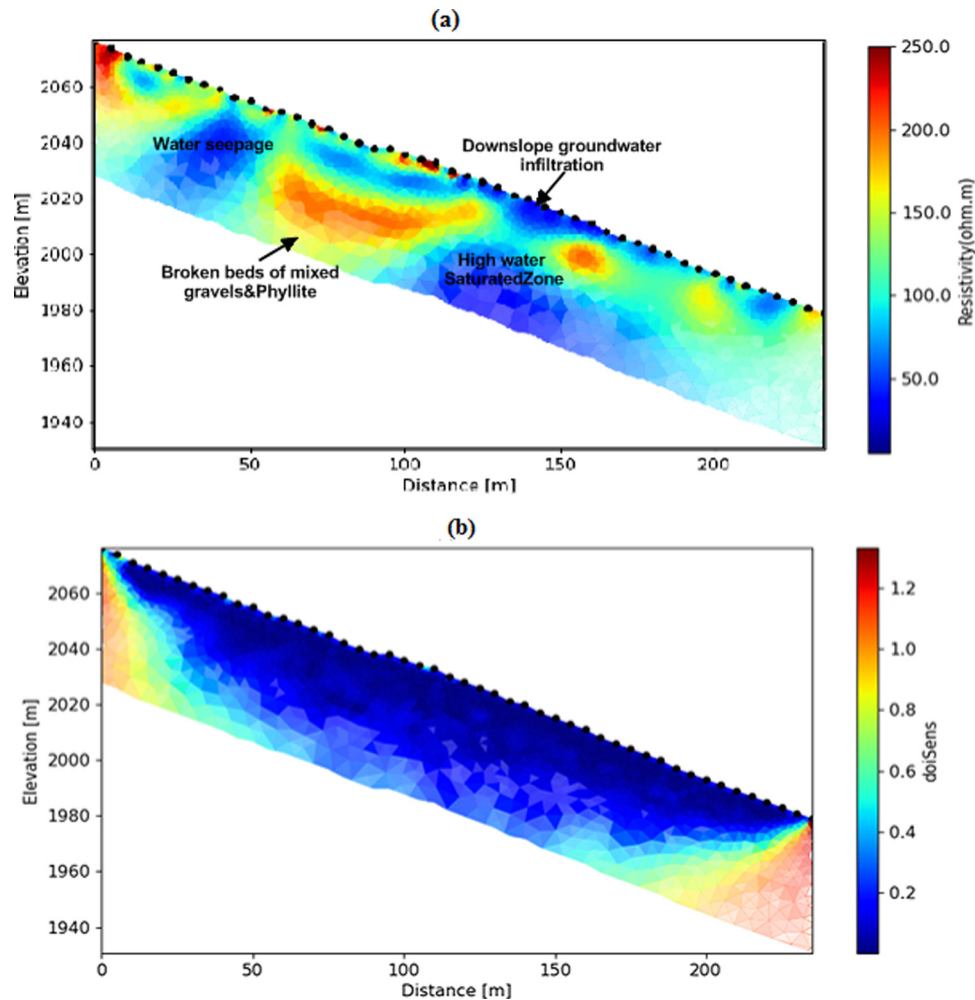 (a)
250.0
200.0
150.0
100.0
50.0
Resistivity(ohm.m)
2060
2040
2020
2000
1980
1960
1940
Elevation [m]
Water seepage
Downslope groundwater
infiltration
High water
SaturatedZone
Broken beds of mixed
gravels&Phyllite
0
50
100
150
200
Distance [m]
(b)
1.2
1.0
0.8
0.6
0.4
0.2
doiSens
2060
2040
2020
2000
1980
1960
1940
Elevation [m]
0
50
100
150
200
Distance [m]